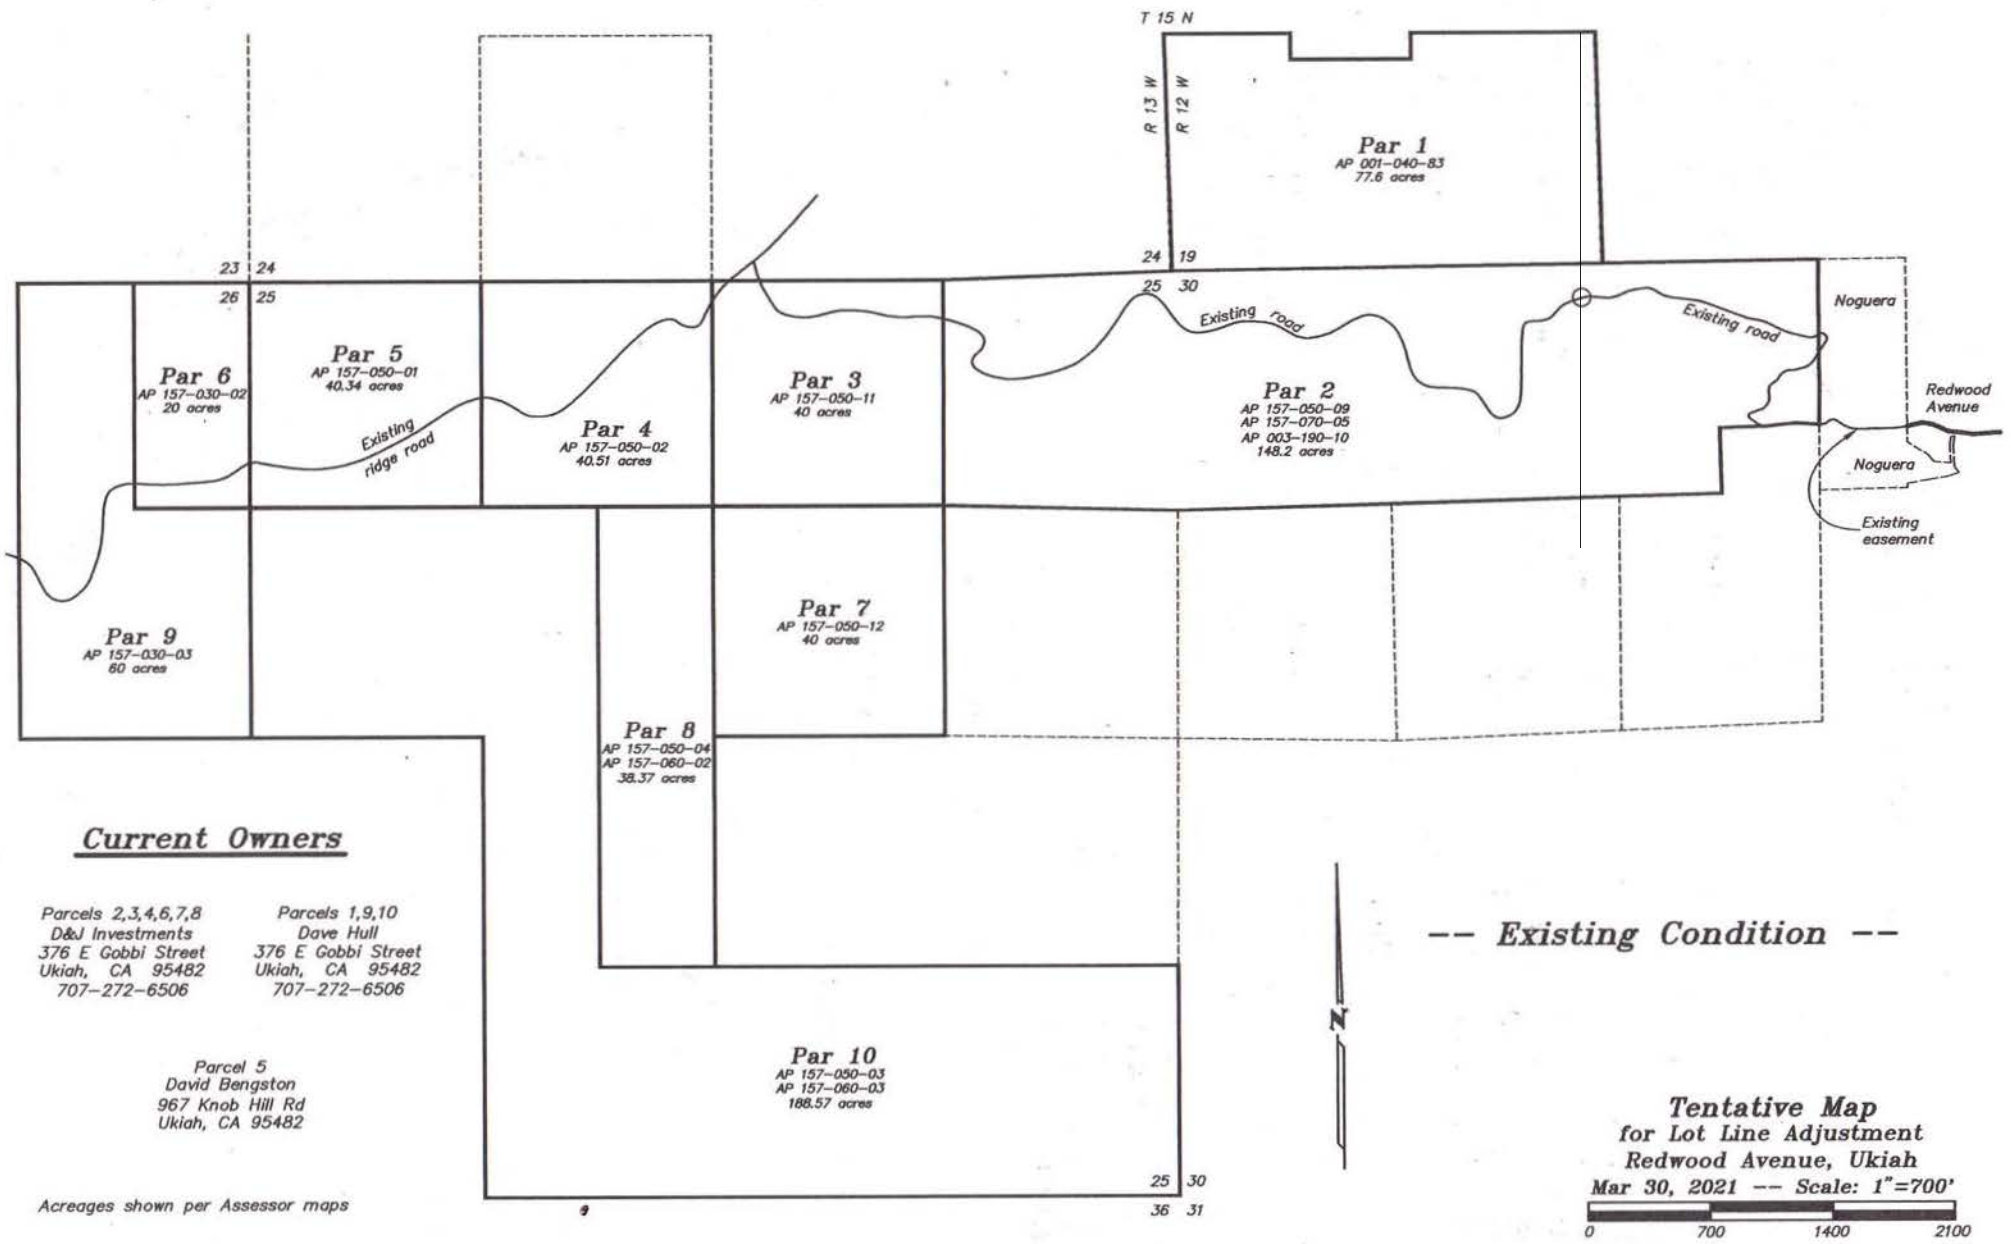 T 15 N
R 13 W
R 12 W
Par 1
AP 001-040-83
77.6 acres
23 24
26 25
24 19
25 30
Par 6
AP 157-030-02
20 acres
Par 5
AP 157-050-01
40.34 acres
Existing
ridge road
Par 4
AP 157-050-02
40.51 acres
Par 3
AP 157-050-11
40 acres
Existing road
Par 2
AP 157-050-09
AP 157-070-05
AP 003-190-10
148.2 acres
Existing road
Noguera
Redwood
Avenue
Noguera
Existing
easement
Par 9
AP 157-030-03
60 acres
Par 7
AP 157-050-12
40 acres
Par 8
AP 157-050-04
AP 157-060-02
38.37 acres
Par 10
AP 157-050-03
AP 157-060-03
188.57 acres
25 30
36 31
Current Owners
Parcels 2,3,4,6,7,8
D&J Investments
376 E Gobbi Street
Ukiah, CA 95482
707-272-6506
Parcels 1,9,10
Dave Hull
376 E Gobbi Street
Ukiah, CA 95482
707-272-6506
Parcel 5
David Bengston
967 Knob Hill Rd
Ukiah, CA 95482
Acreages shown per Assessor maps
N
-- Existing Condition --
Tentative Map
for Lot Line Adjustment
Redwood Avenue, Ukiah
Mar 30, 2021 -- Scale: 1"=700'
0 700 1400 2100